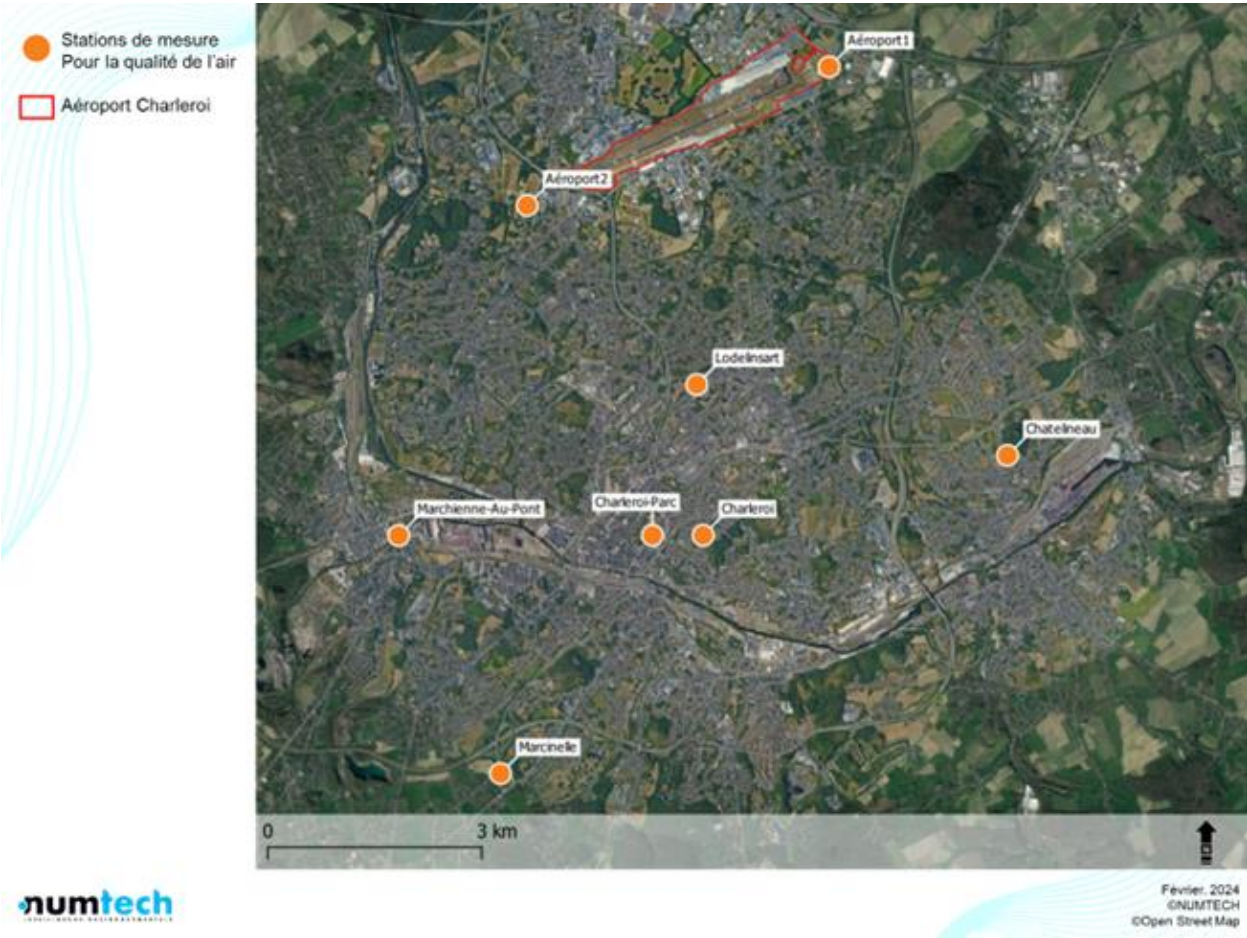 Stations de mesure
Pour la qualité de l'air
Aéroport Charleroi
Aéroport1
Aéroport2
Lodelinsart
Chatelineau
Marchienne-Au-Pont
Charleroi-Parc
Charleroi
Marcinelle
0 3 km
numtech
Février, 2024
©NUMTECH
©Open Street Map